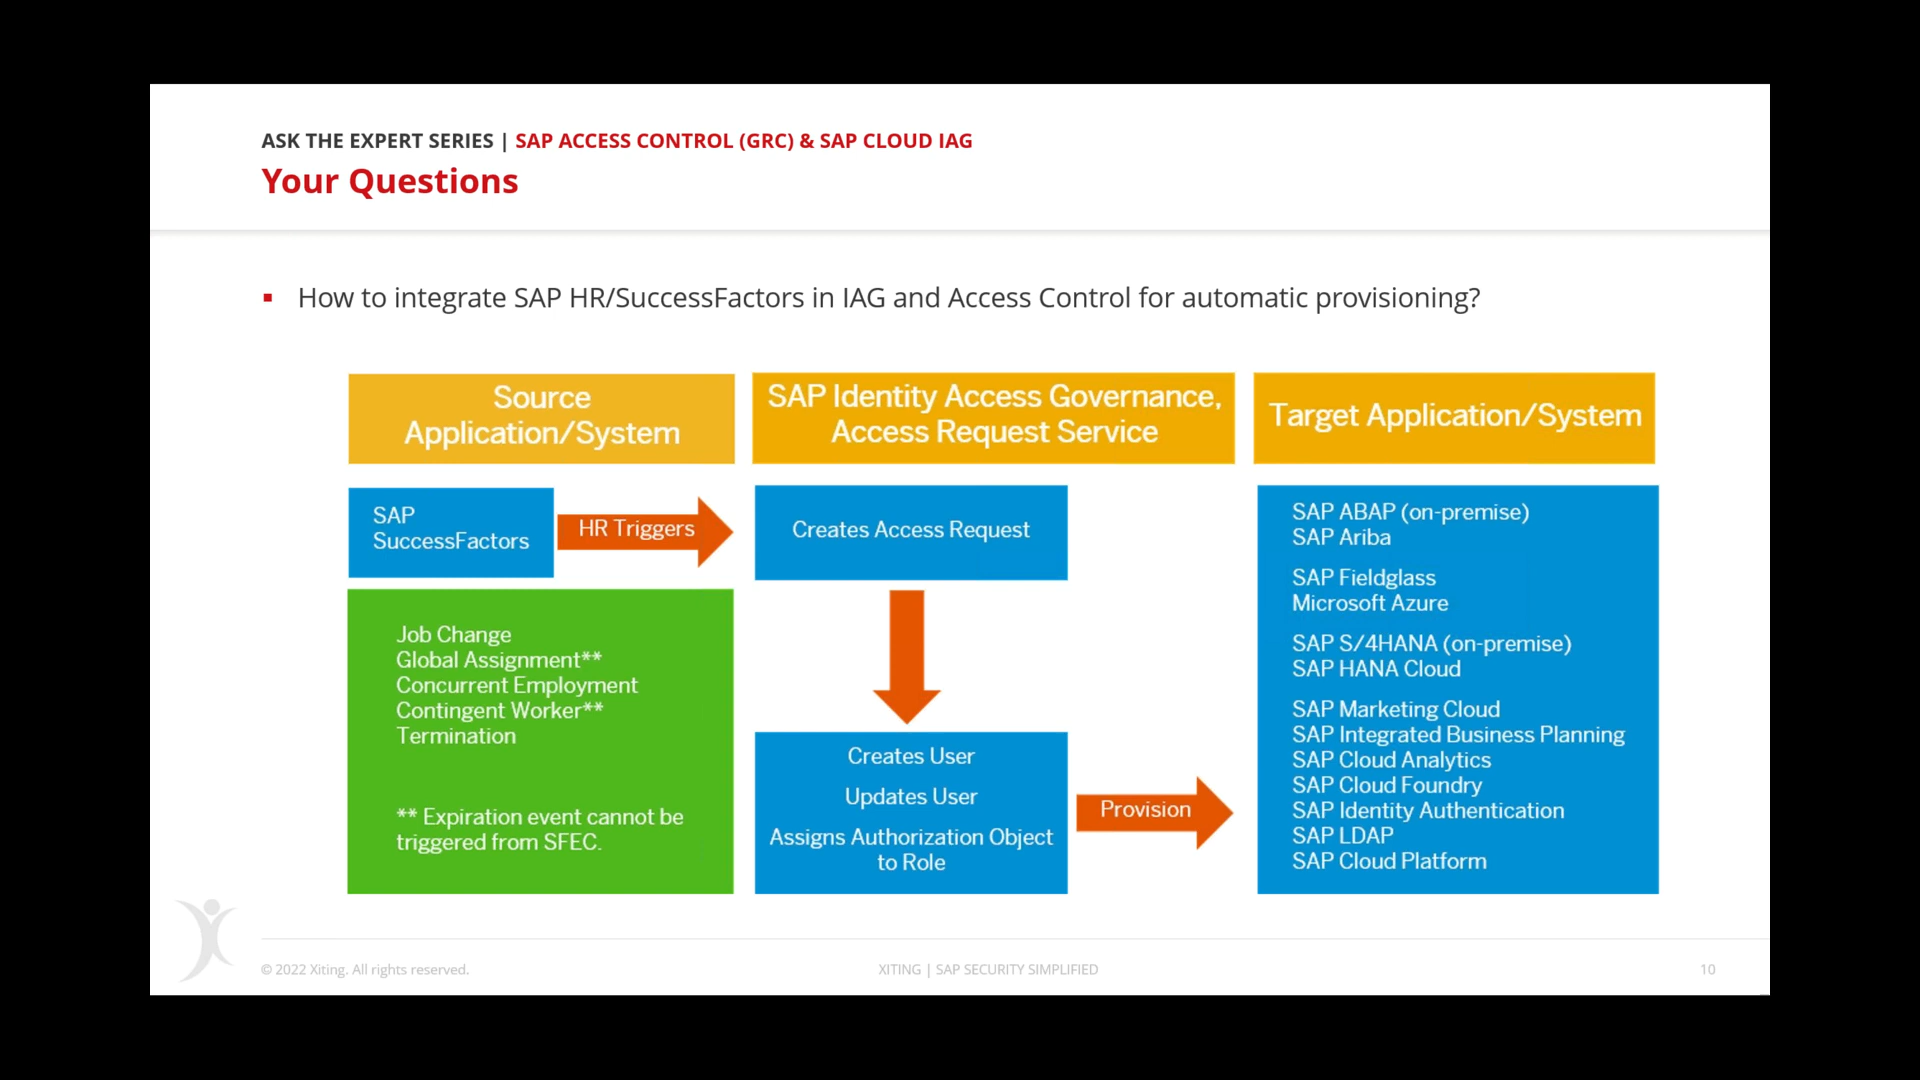 ASK THE EXPERT SERIES | SAP ACCESS CONTROL (GRC) & SAP CLOUD IAG
Your Questions
▪ How to integrate SAP HR/SuccessFactors in IAG and Access Control for automatic provisioning?
Source
Application/System
SAP Identity Access Governance,
Access Request Service
Target Application/System
SAP
SuccessFactors
HR Triggers
Creates Access Request
Job Change
Global Assignment**
Concurrent Employment
Contingent Worker**
Termination
** Expiration event cannot be
triggered from SFEC.
Creates User
Updates User
Assigns Authorization Object
to Role
Provision
SAP ABAP (on-premise)
SAP Ariba
SAP Fieldglass
Microsoft Azure
SAP S/4HANA (on-premise)
SAP HANA Cloud
SAP Marketing Cloud
SAP Integrated Business Planning
SAP Cloud Analytics
SAP Cloud Foundry
SAP Identity Authentication
SAP LDAP
SAP Cloud Platform
© 2022 Xiting. All rights reserved.
XITING | SAP SECURITY SIMPLIFIED
10